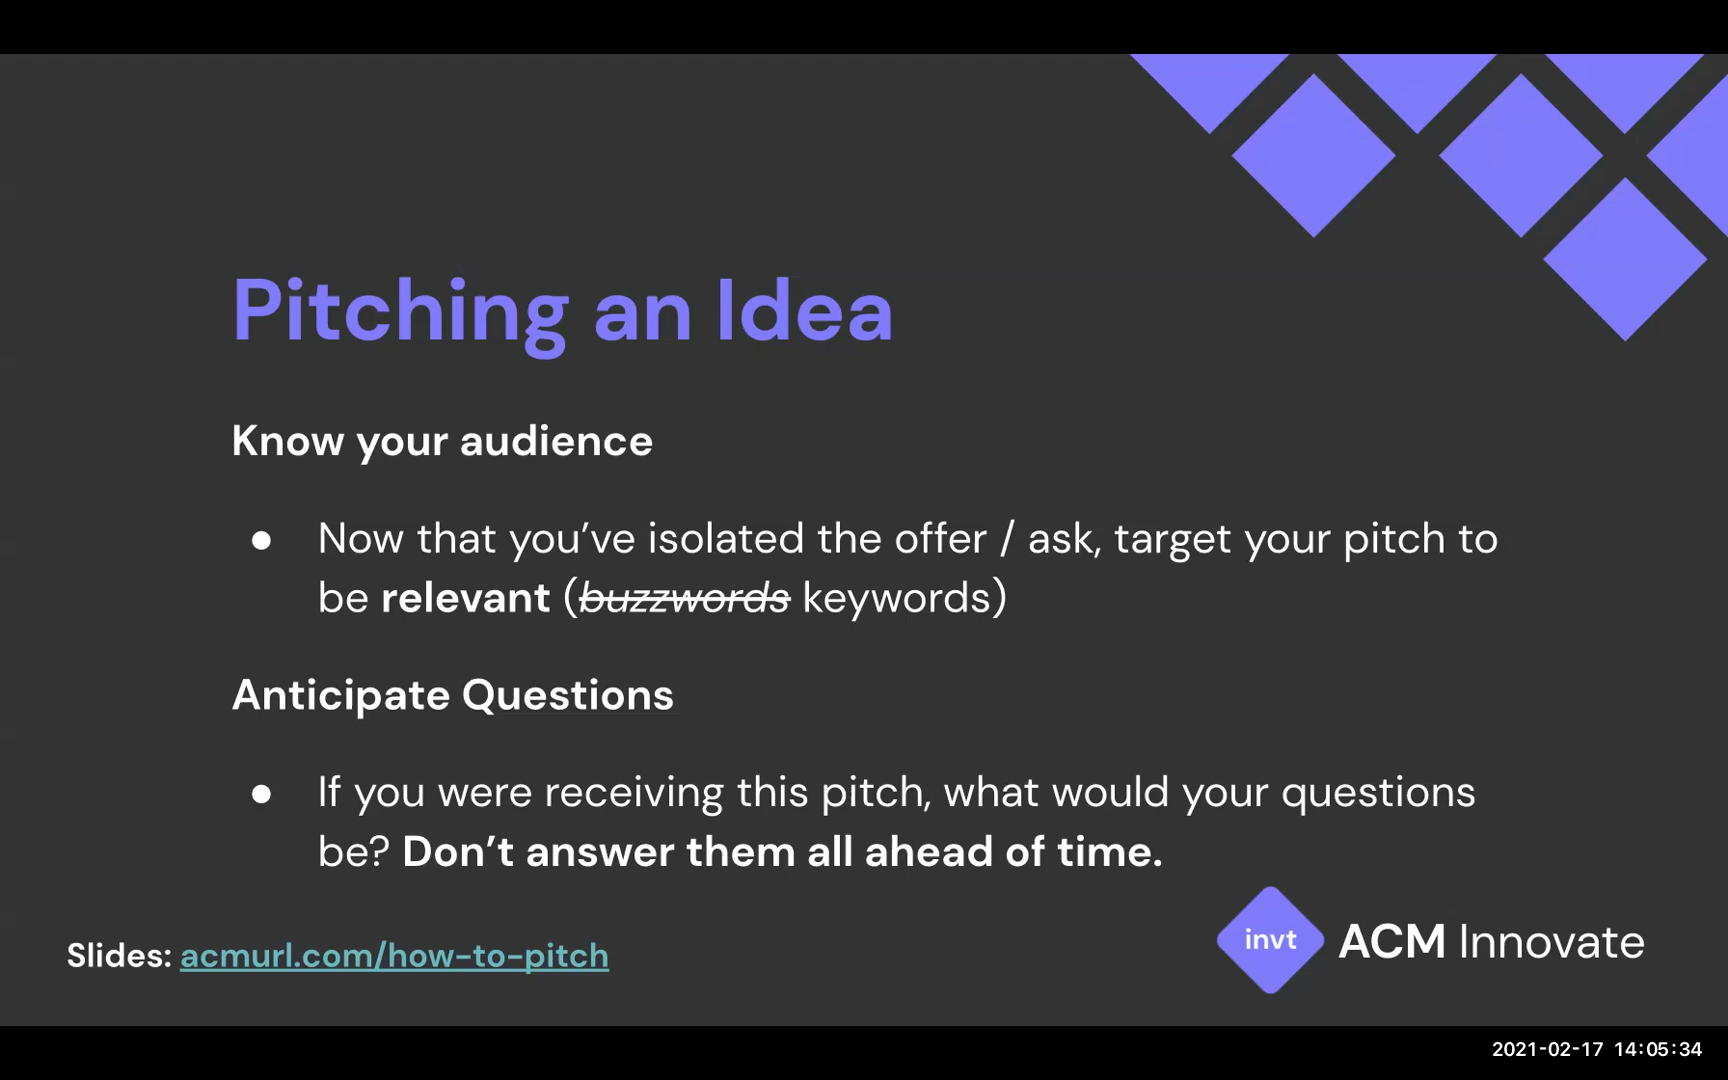 Pitching an Idea
Know your audience
● Now that you’ve isolated the offer / ask, target your pitch to
be relevant (buzzwords keywords)
Anticipate Questions
● If you were receiving this pitch, what would your questions
be? Don’t answer them all ahead of time.
Slides: acmurl.com/how-to-pitch
invt ACM Innovate
2021-02-17 14:05:34